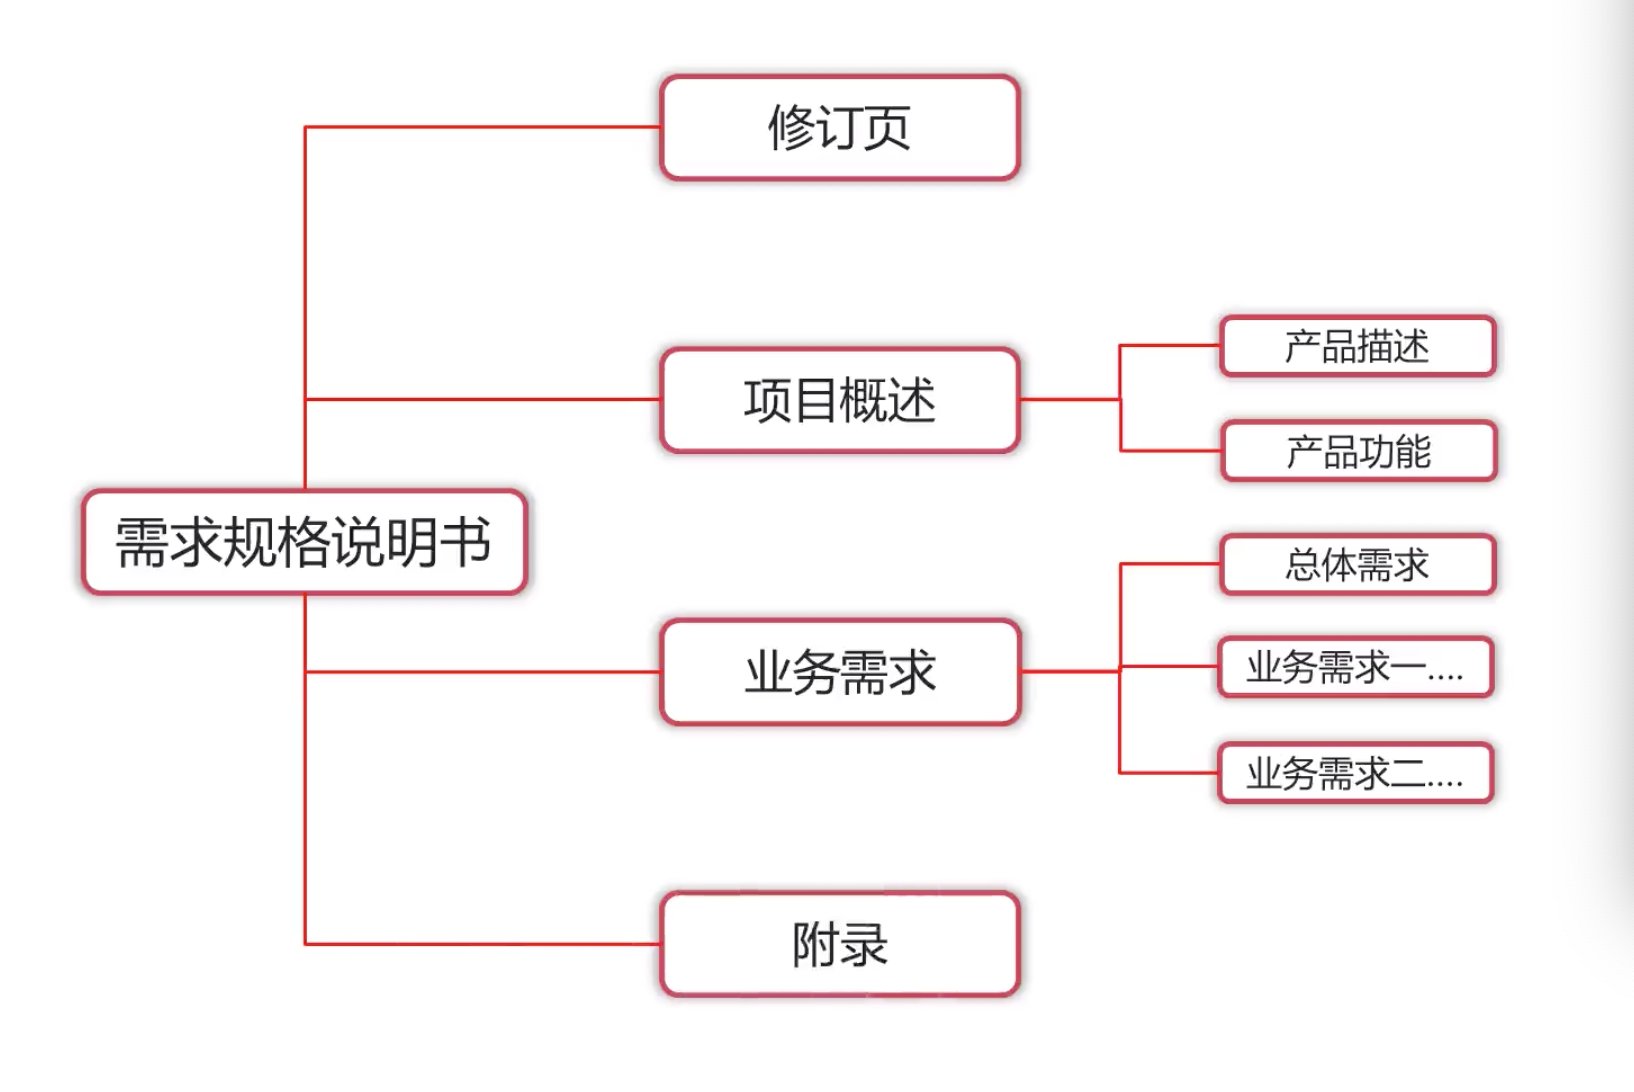 修订页
项目概述
产品描述
产品功能
需求规格说明书
业务需求
总体需求
业务需求一....
业务需求二....
附录